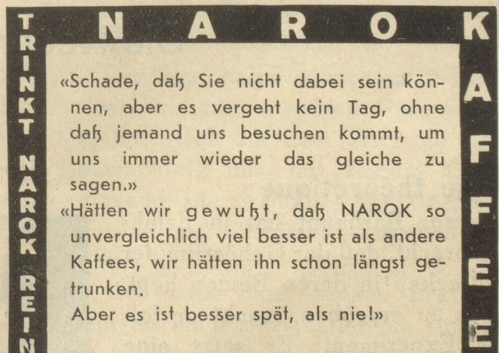 NAROK
KAFFEE
TRINKT NAROK REIN
«Schade, daß Sie nicht dabei sein kön-
nen, aber es vergeht kein Tag, ohne
daß jemand uns besuchen kommt, um
uns immer wieder das gleiche zu
sagen.»
«Hätten wir gewußt, daß NAROK so
unvergleichlich viel besser ist als andere
Kaffees, wir hätten ihn schon längst ge-
trunken.
Aber es ist besser spät, als nie!»